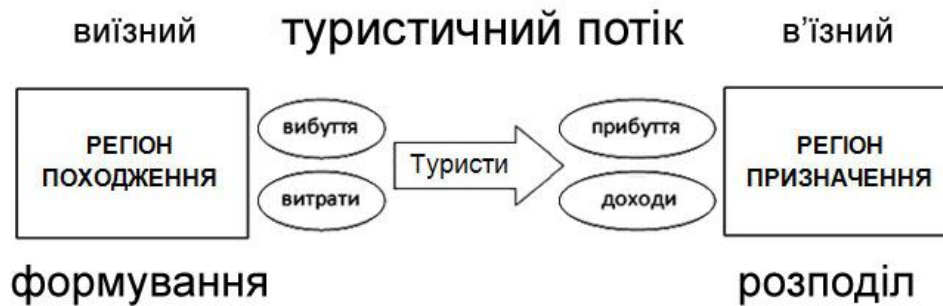 виїзний
туристичний потік
в'їзний
РЕГІОН
ПОХОДЖЕННЯ
вибуття
витрати
Туристи
прибуття
доходи
РЕГІОН
ПРИЗНАЧЕННЯ
формування
розподіл